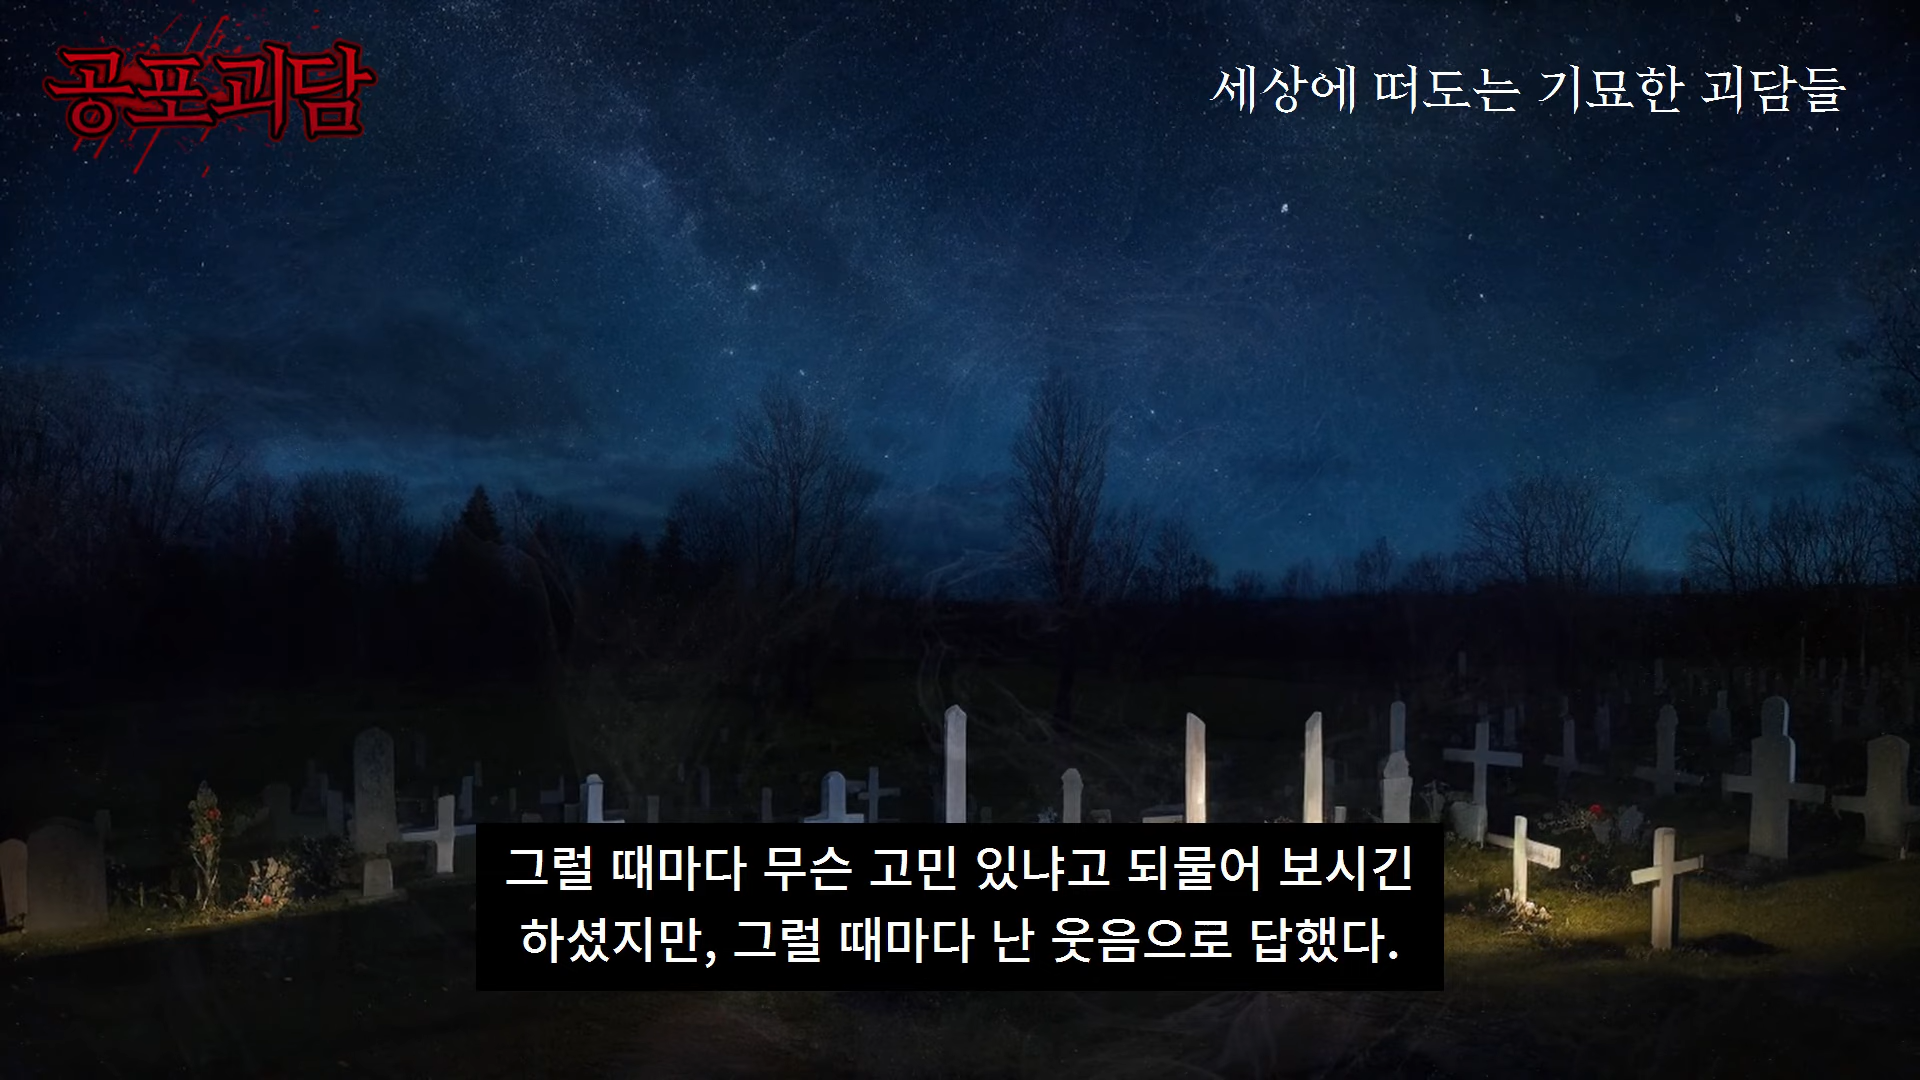 공포괴담
세상에 떠도는 기묘한 괴담들
그럴 때마다 무슨 고민 있냐고 되물어 보시긴
하셨지만, 그럴 때마다 난 웃음으로 답했다.